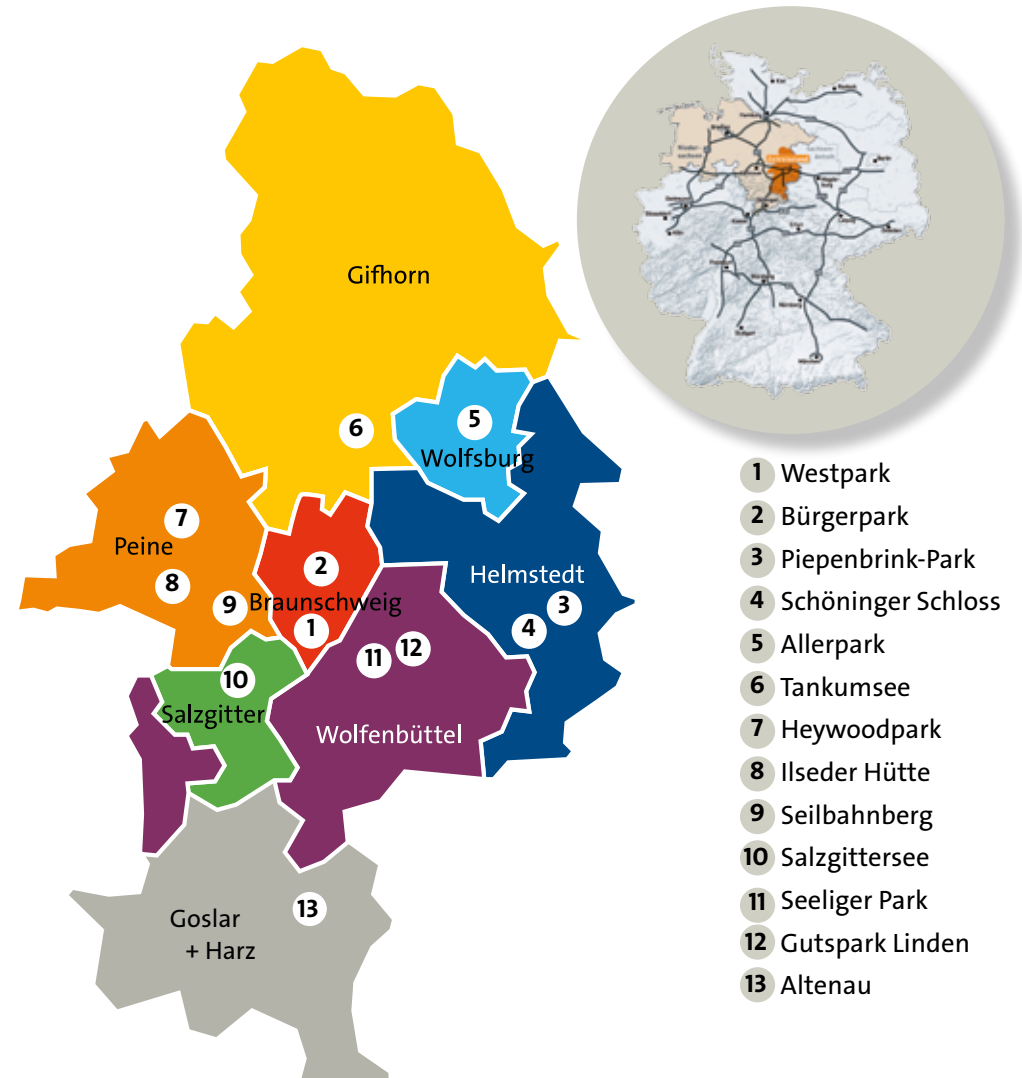 Gifhorn
6
5
Wolfsburg
7
Peine
8
9
2
Braunschweig
1
Helmstedt
3
4
11
12
10
Salzgitter
Wolfenbüttel
Goslar
+ Harz
13
1 Westpark
2 Bürgerpark
3 Piepenbrink-Park
4 Schöninger Schloss
5 Allerpark
6 Tankumsee
7 Heywoodpark
8 Ilseder Hütte
9 Seilbahnberg
10 Salzgittersee
11 Seeliger Park
12 Gutspark Linden
13 Altenau